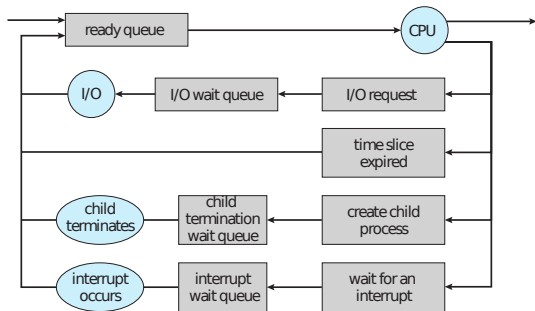 ready queue
CPU
I/O
I/O wait queue
I/O request
time slice
expired
child
terminates
child
termination
wait queue
create child
process
interrupt
occurs
interrupt
wait queue
wait for an
interrupt